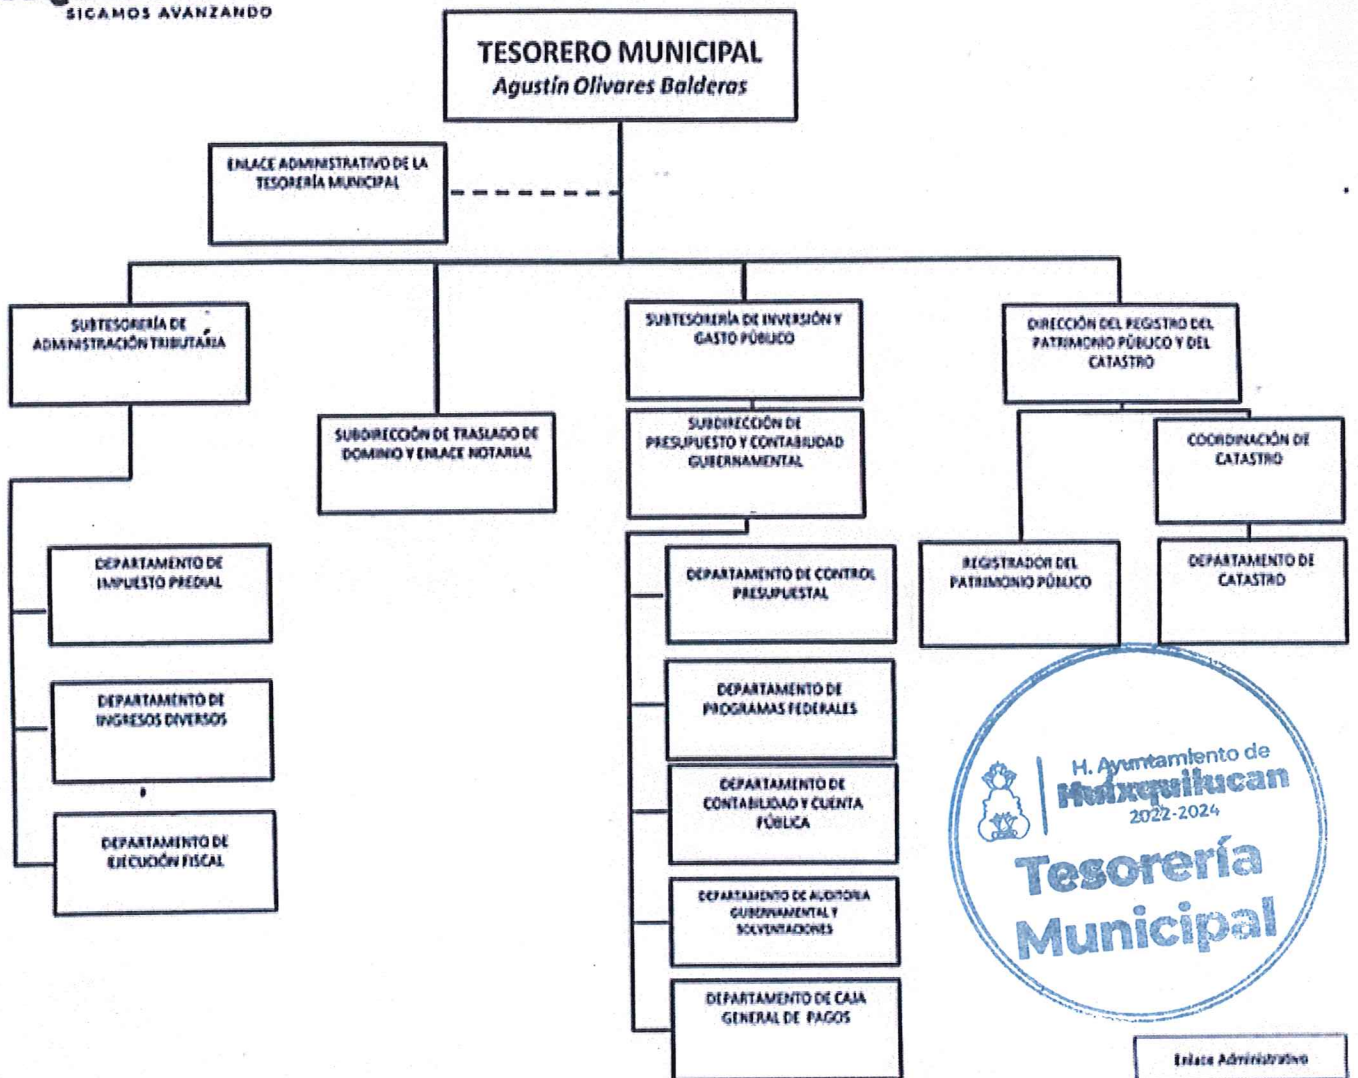 SIGAMOS AVANZANDO
TESORERO MUNICIPAL
Agustín Olivares Balderas
ENLACE ADMINISTRATIVO DE LA
TESORERÍA MUNICIPAL
SUBTESORERÍA DE
ADMINISTRACIÓN TRIBUTARIA
SUBDIRECCIÓN DE TRASLADO DE
DOMINIO Y ENLACE NOTARIAL
SUBTESORERÍA DE INVERSIÓN Y
GASTO PÚBLICO
SUBDIRECCIÓN DE
PRESUPUESTO Y CONTABILIDAD
GUBERNAMENTAL
DIRECCIÓN DEL REGISTRO DEL
PATRIMONIO PÚBLICO Y DEL
CATASTRO
COORDINACIÓN DE
CATASTRO
REGISTRADOR DEL
PATRIMONIO PÚBLICO
DEPARTAMENTO DE
CATASTRO
DEPARTAMENTO DE
IMPUESTO PREDIAL
DEPARTAMENTO DE
INGRESOS DIVERSOS
DEPARTAMENTO DE
EJECUCIÓN FISCAL
DEPARTAMENTO DE CONTROL
PRESUPUESTAL
DEPARTAMENTO DE
PROGRAMAS FEDERALES
DEPARTAMENTO DE
CONTABILIDAD Y CUENTA
PÚBLICA
DEPARTAMENTO DE AUDITORIA
GUBERNAMENTAL Y
SOLVENTACIONES
DEPARTAMENTO DE CAJA
GENERAL DE PAGOS
H. Ayuntamiento de
Huixquilucan
2022-2024
Tesorería
Municipal
Enlace Administrativo